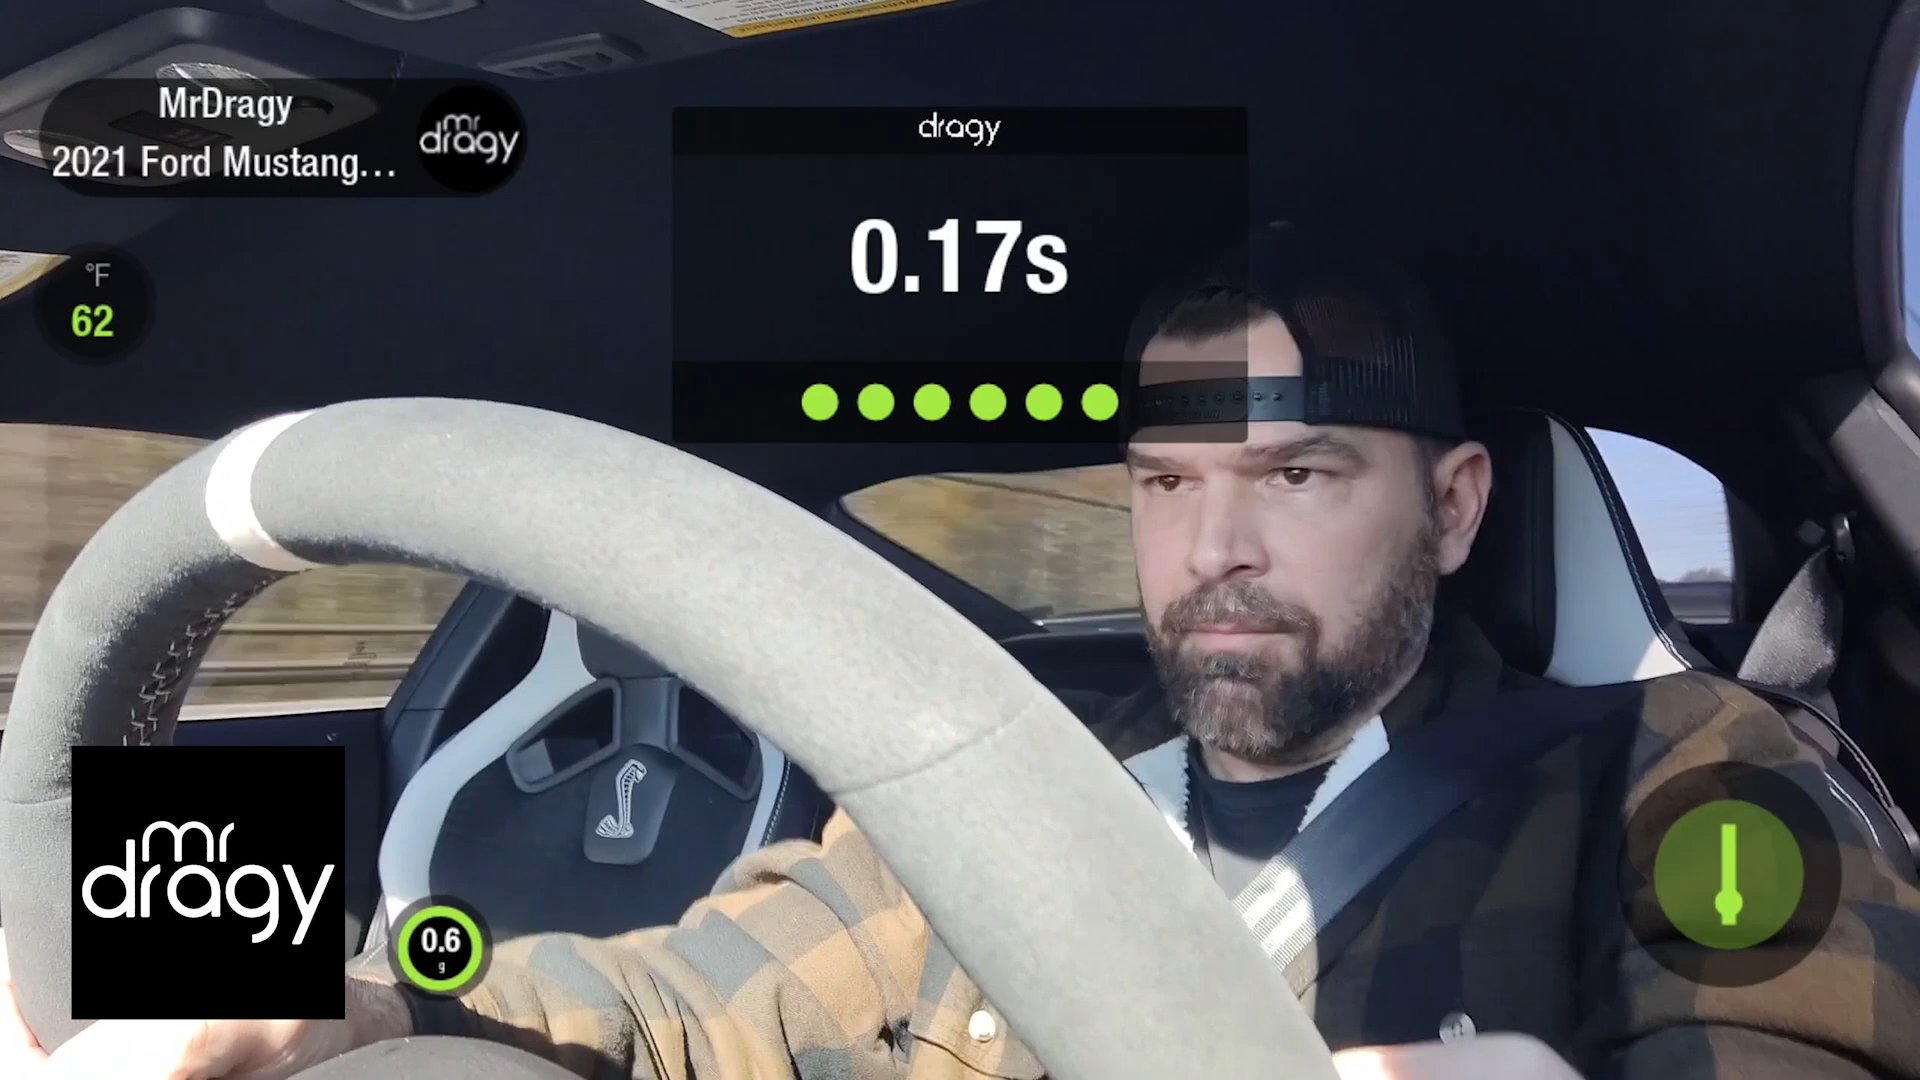 MrDragy
2021 Ford Mustang...
mr
dragy
dragy
0.17s
°F
62
mr
dragy
0.6
g